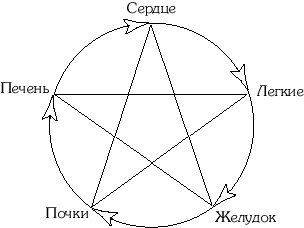 Сердце
Печень
Легкие
Почки
Желудок